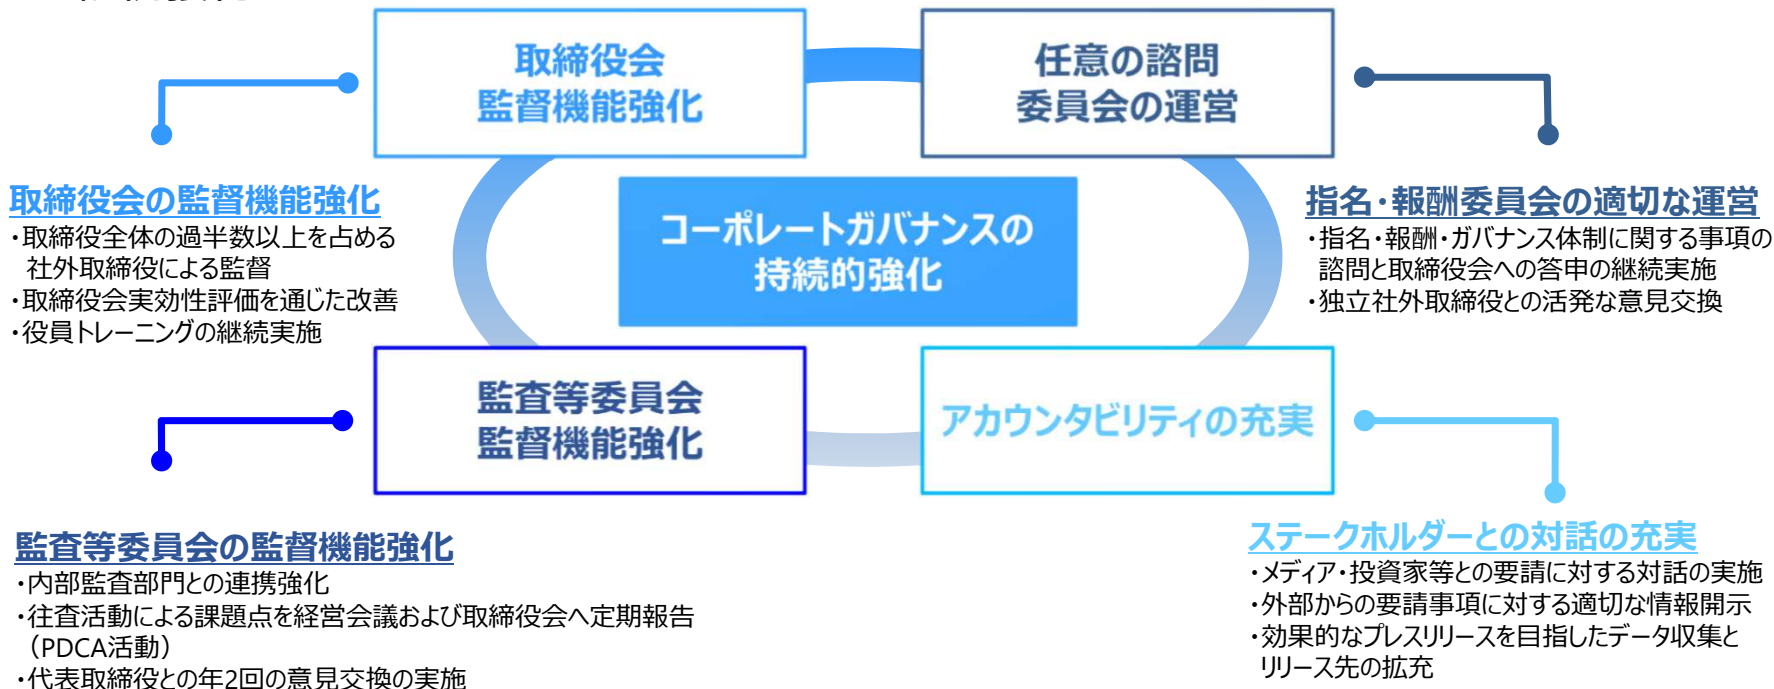 取締役会
監督機能強化
任意の諮問
委員会の運営
コーポレートガバナンスの
持続的強化
監査等委員会
監督機能強化
アカウンタビリティの充実
取締役会の監督機能強化
・取締役全体の過半数以上を占める
社外取締役による監督
・取締役会実効性評価を通じた改善
・役員トレーニングの継続実施
指名・報酬委員会の適切な運営
・指名・報酬・ガバナンス体制に関する事項の
諮問と取締役会への答申の継続実施
・独立社外取締役との活発な意見交換
監査等委員会の監督機能強化
・内部監査部門との連携強化
・往査活動による課題点を経営会議および取締役会へ定期報告
（PDCA活動）
・代表取締役との年2回の意見交換の実施
ステークホルダーとの対話の充実
・メディア・投資家等との要請に対する対話の実施
・外部からの要請事項に対する適切な情報開示
・効果的なプレスリリースを目指したデータ収集と
リリース先の拡充